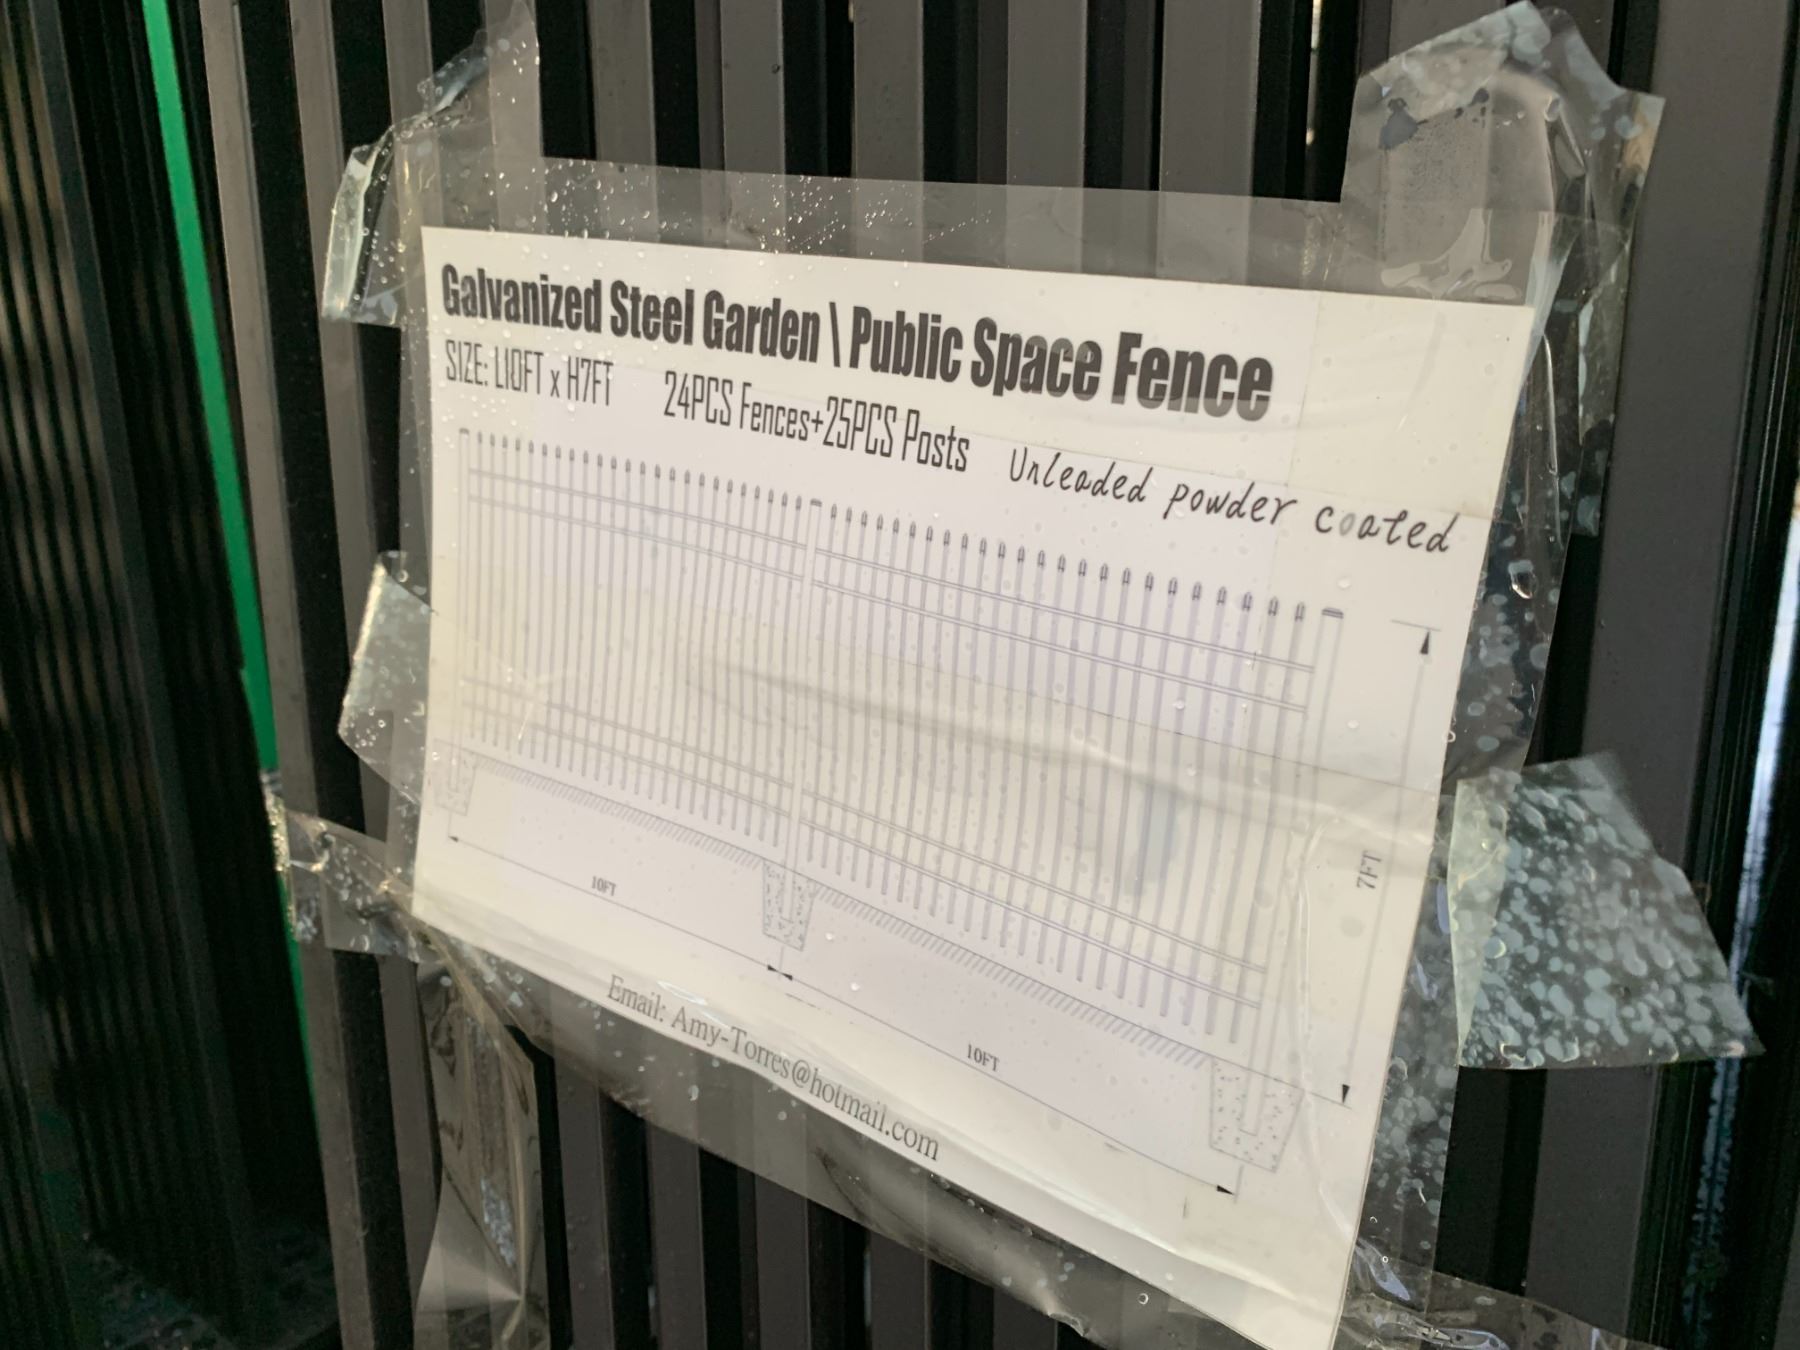 Galvanized Steel Garden \ Public Space Fence
SIZE: L10FT x H7FT 24PCS Fences+25PCS Posts
Unleaded powder coated
7FT
10FT
10FT
Email: Amy-Torres@hotmail.com